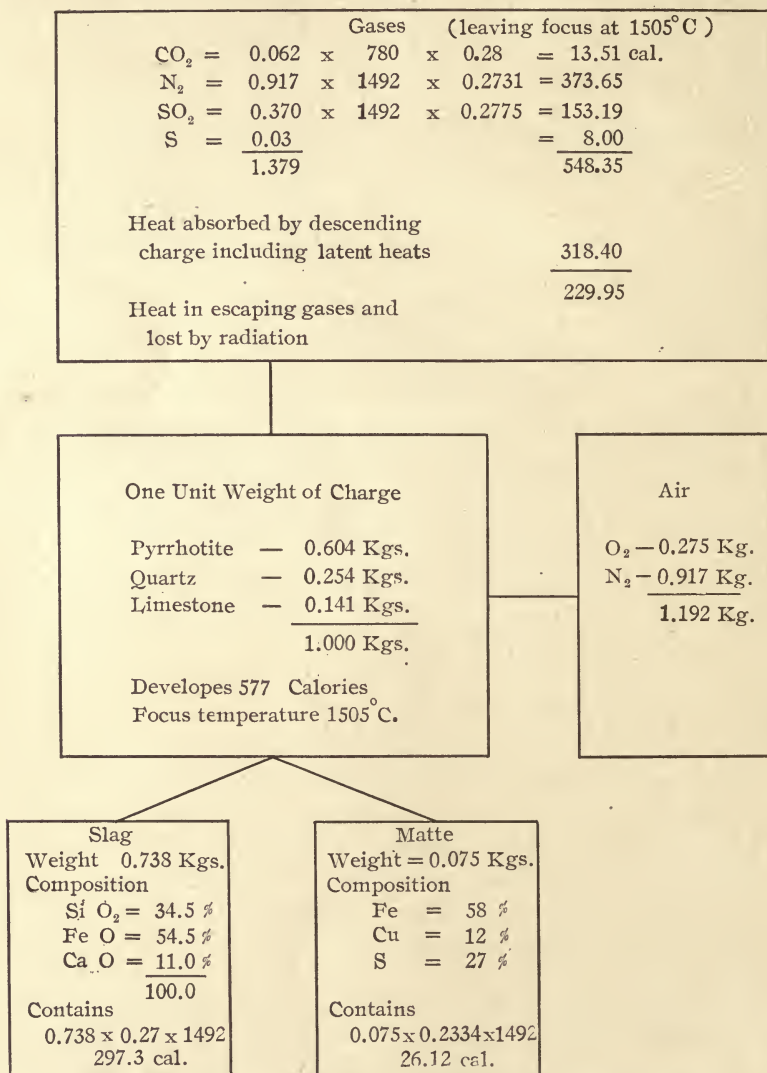 Gases (leaving focus at 1505°C )
CO₂ = 0.062 x 780 x 0.28 = 13.51 cal.
N₂ = 0.917 x 1492 x 0.2731 = 373.65
SO₂ = 0.370 x 1492 x 0.2775 = 153.19
S = 0.03 = 8.00
1.379 548.35
Heat absorbed by descending
charge including latent heats 318.40
229.95
Heat in escaping gases and
lost by radiation
One Unit Weight of Charge
Pyrrhotite — 0.604 Kgs.
Quartz — 0.254 Kgs.
Limestone — 0.141 Kgs.
1.000 Kgs.
Developes 577 Calories
Focus temperature 1505°C.
Air
O₂ — 0.275 Kg.
N₂ — 0.917 Kg.
1.192 Kg.
Slag
Weight 0.738 Kgs.
Composition
Si O₂ = 34.5 %
Fe O = 54.5 %
Ca O = 11.0 %
100.0
Contains
0.738 x 0.27 x 1492
297.3 cal.
Matte
Weight = 0.075 Kgs.
Composition
Fe = 58 %
Cu = 12 %
S = 27 %
Contains
0.075 x 0.2334 x 1492
26.12 cal.